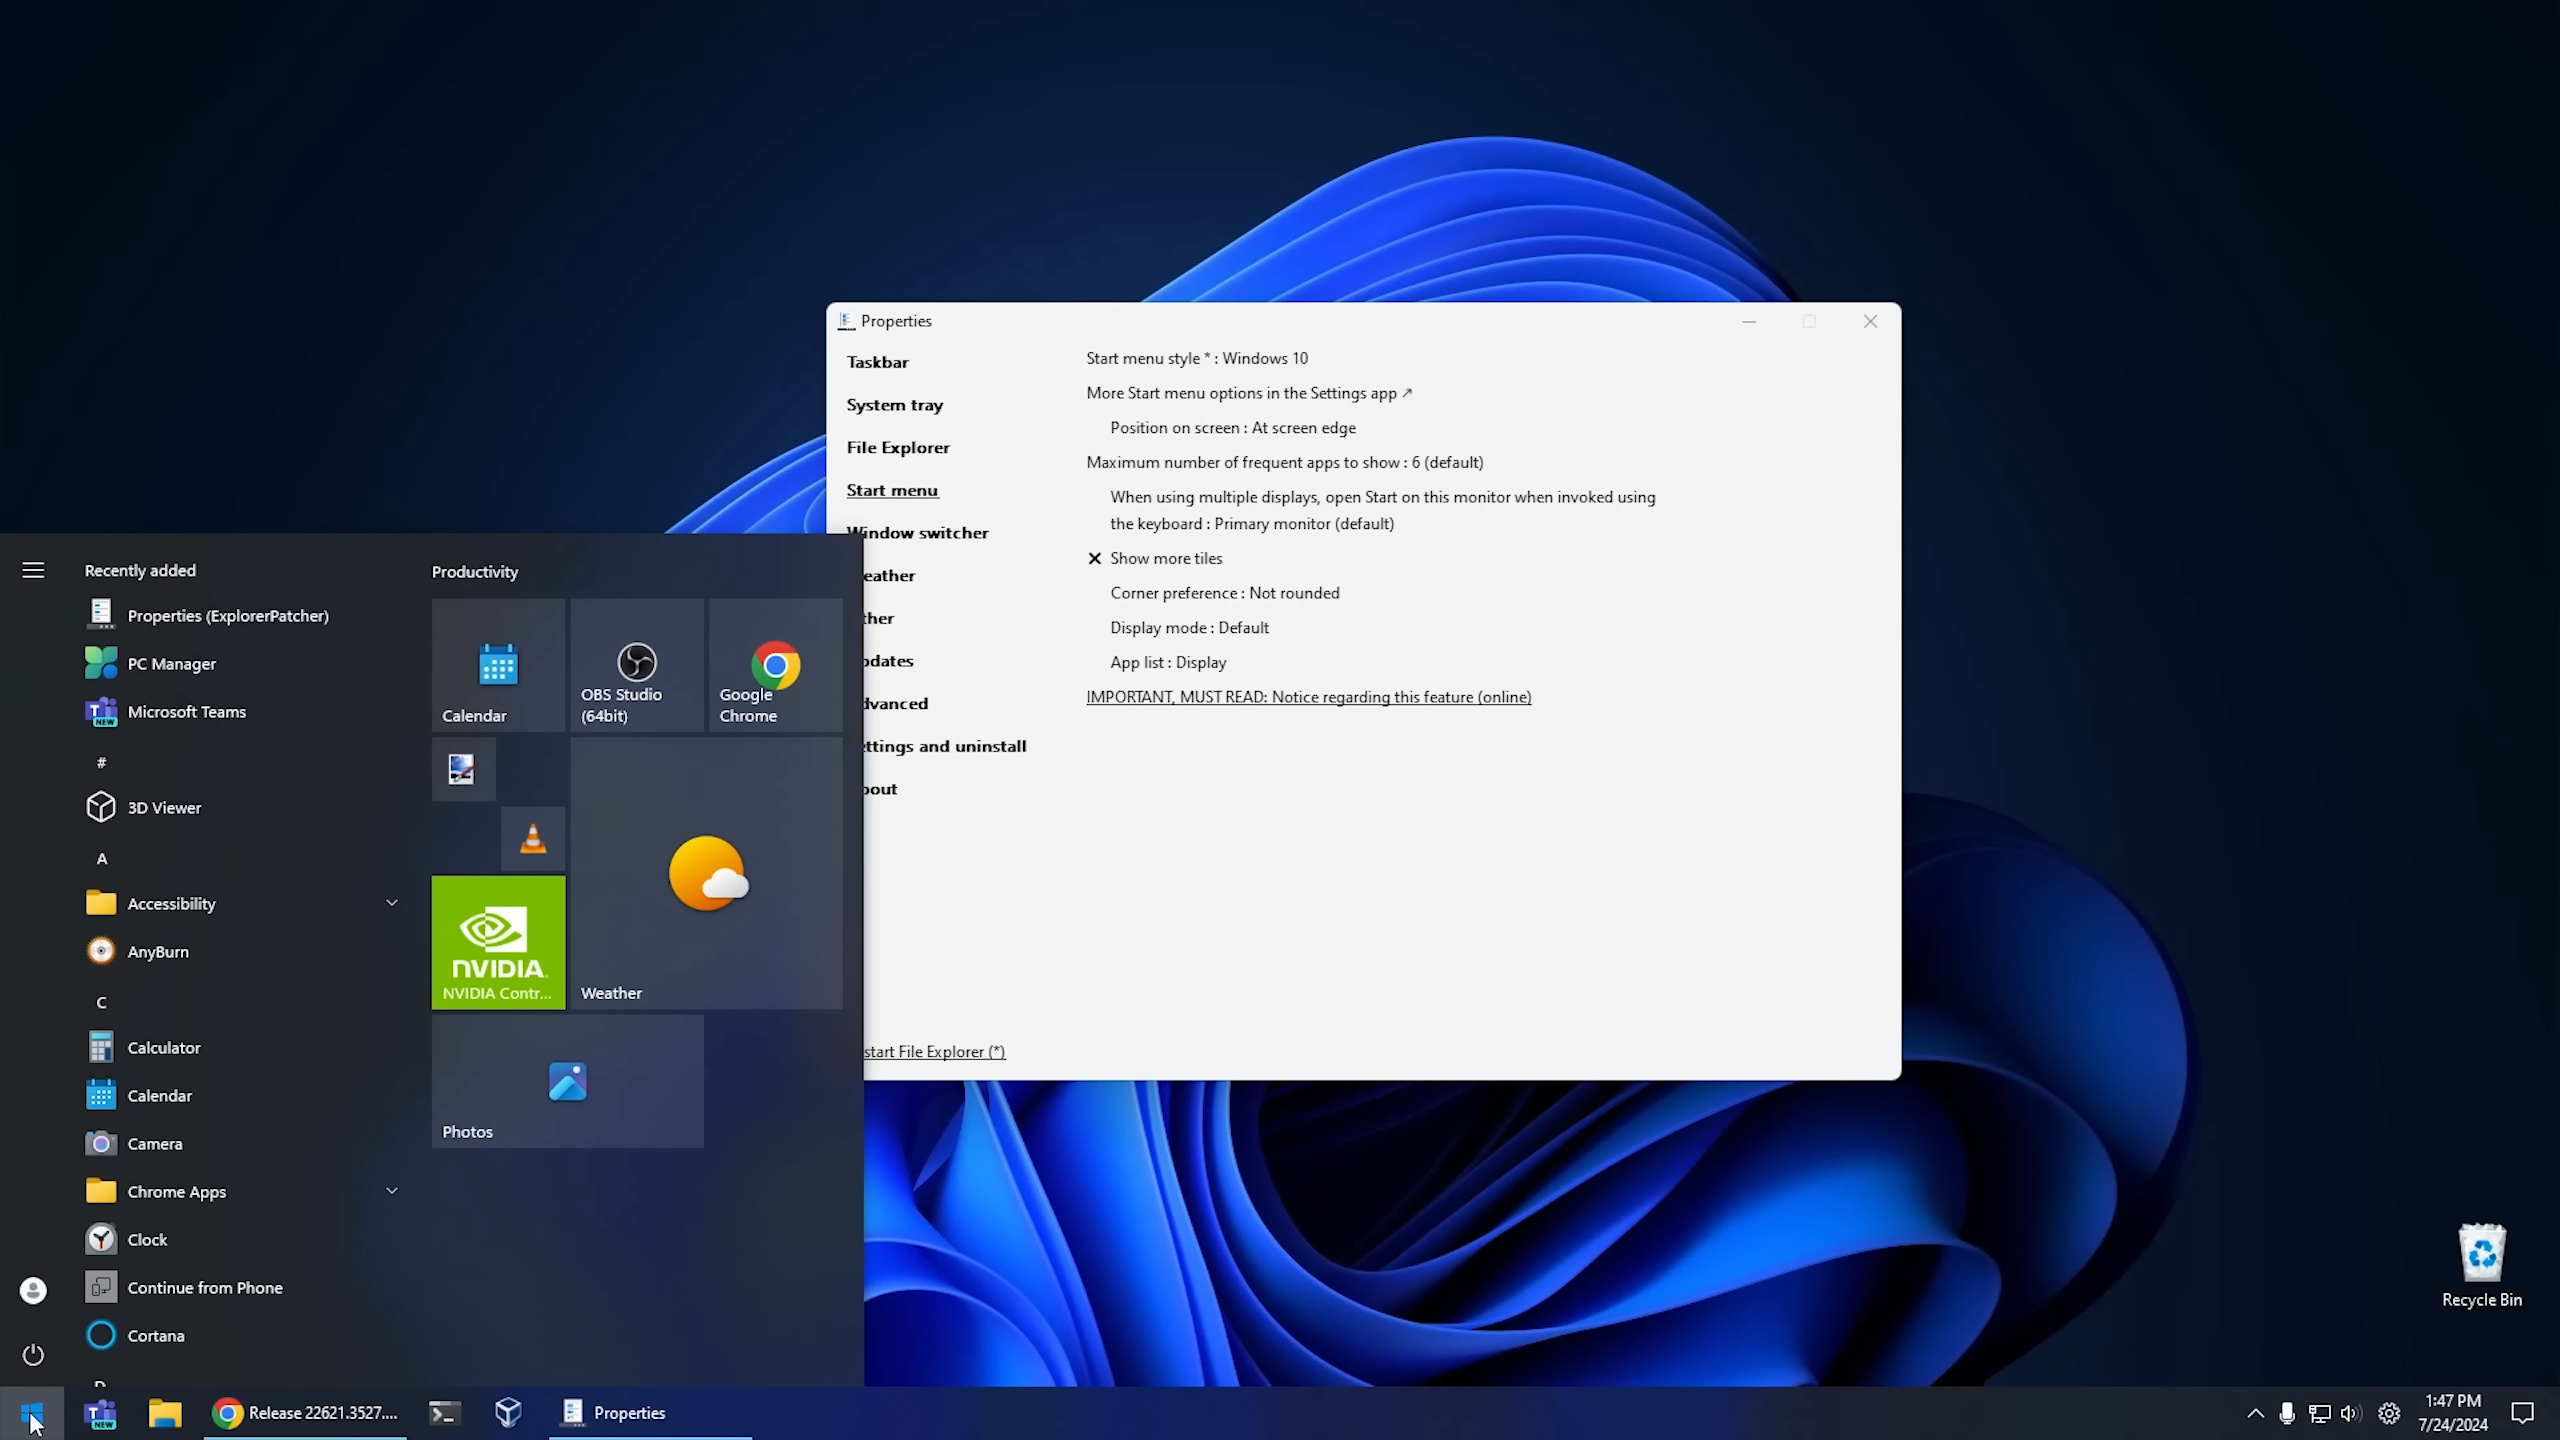 Properties
Taskbar
System tray
File Explorer
Start menu
Window switcher
eather
ther
pdates
dvanced
ettings and uninstall
bout
start File Explorer (*)
Start menu style * : Windows 10
More Start menu options in the Settings app ↗
Position on screen : At screen edge
Maximum number of frequent apps to show : 6 (default)
When using multiple displays, open Start on this monitor when invoked using
the keyboard : Primary monitor (default)
Show more tiles
Corner preference : Not rounded
Display mode : Default
App list : Display
IMPORTANT, MUST READ: Notice regarding this feature (online)
Recently added
Properties (ExplorerPatcher)
PC Manager
Microsoft Teams
#
3D Viewer
A
Accessibility
AnyBurn
C
Calculator
Calendar
Camera
Chrome Apps
Clock
Continue from Phone
Cortana
Productivity
Calendar
OBS Studio
(64bit)
Google
Chrome
NVIDIA
NVIDIA Contr...
Weather
Photos
Recycle Bin
T
NEW
T
NEW
Release 22621.3527....
Properties
1:47 PM
7/24/2024